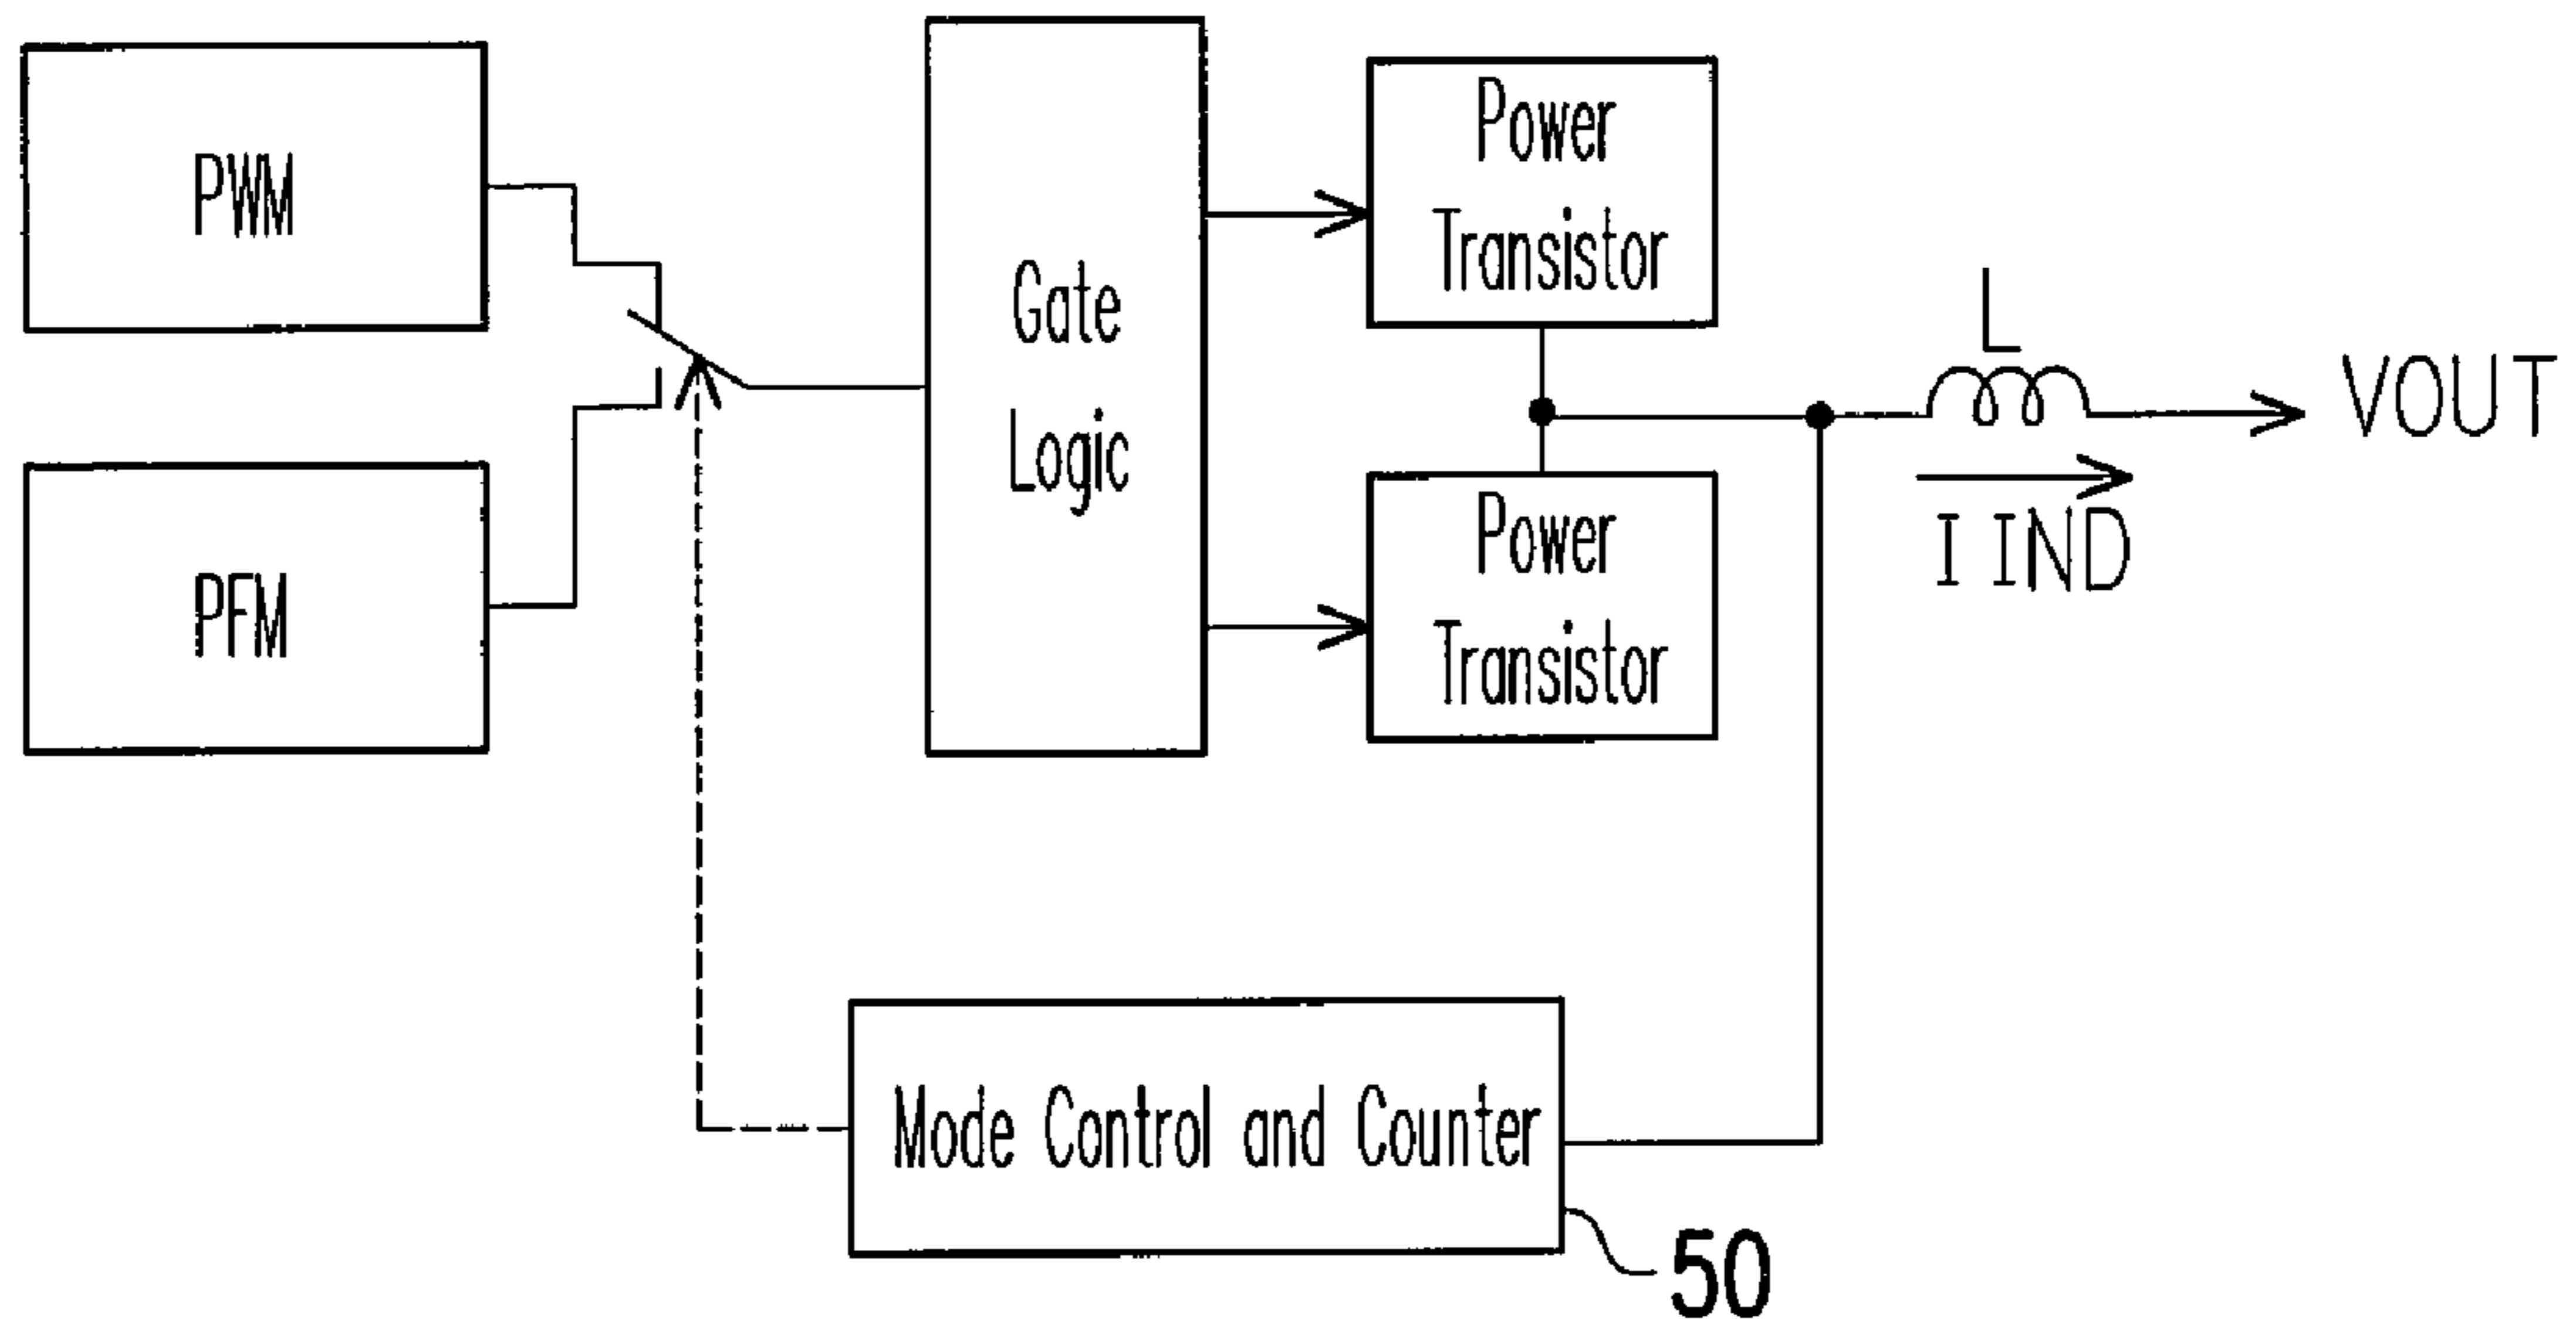 PWM
PFM
Gate
Logic
Power
Transistor
Power
Transistor
L
VOUT
I IND
Mode Control and Counter
50